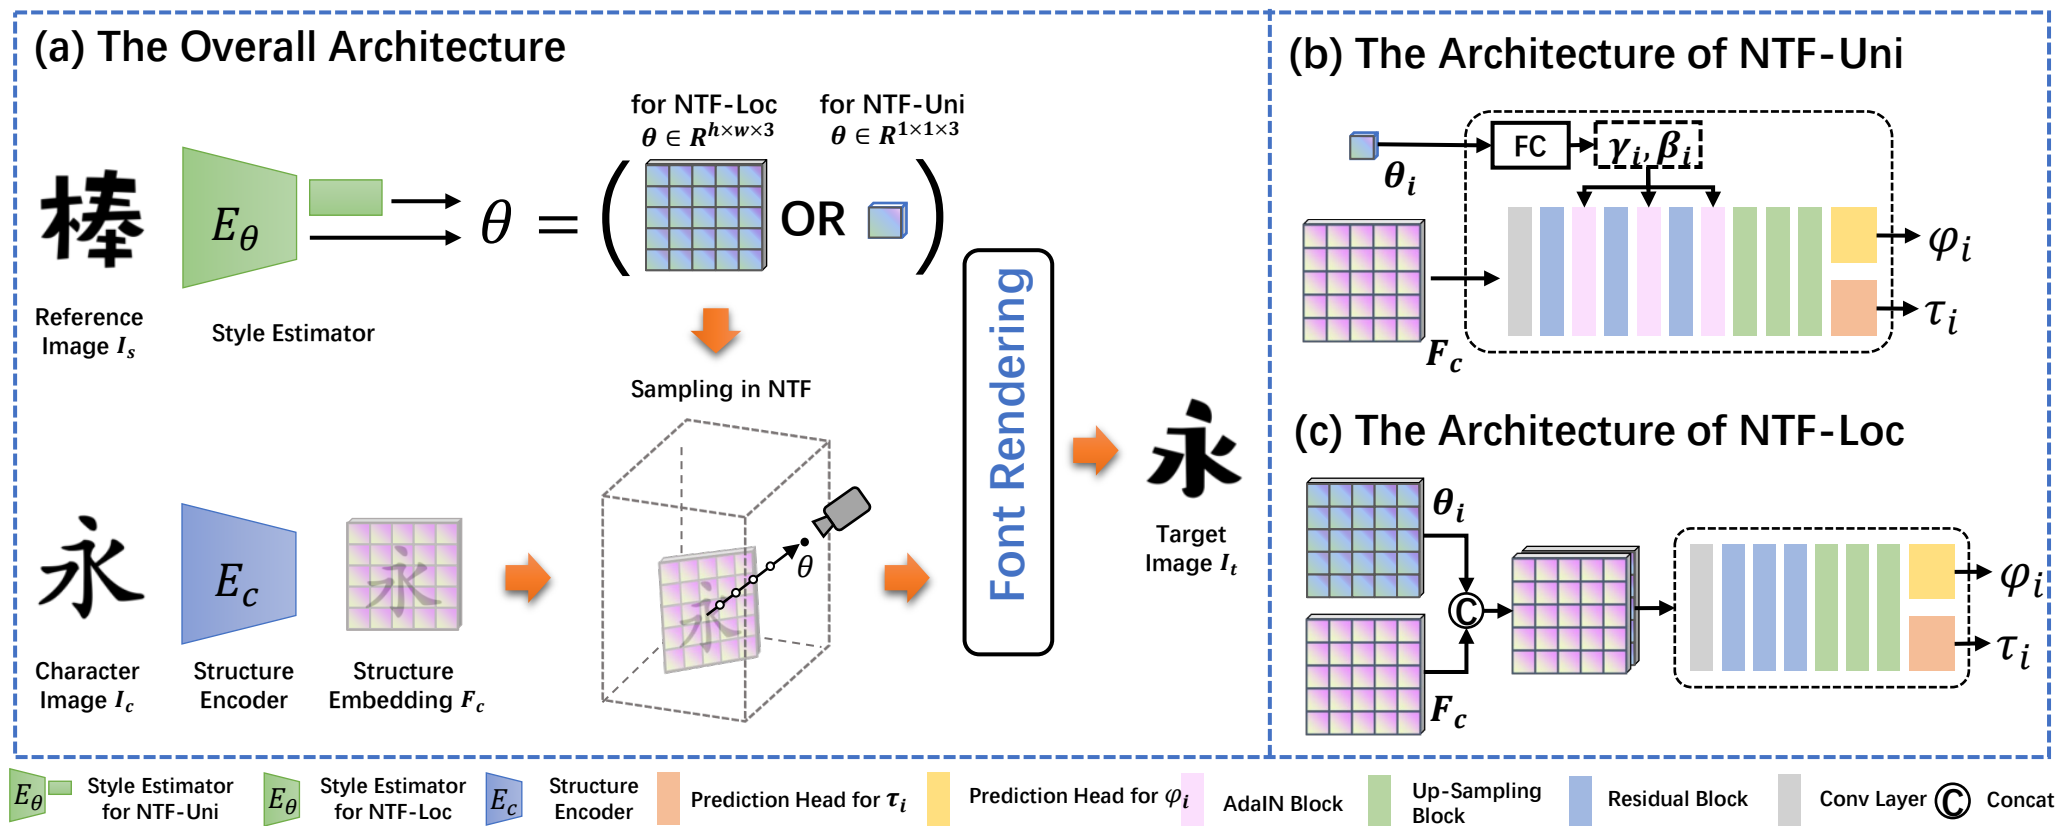 (a) The Overall Architecture
for NTF-Loc
θ ∈ R^{h×w×3}
for NTF-Uni
θ ∈ R^{1×1×3}
棒
E_θ
θ = ( OR )
Reference
Image I_s
Style Estimator
Sampling in NTF
永
E_c
永
θ
永
Font Rendering
永
Target
Image I_t
Character
Image I_c
Structure
Encoder
Structure
Embedding F_c
(b) The Architecture of NTF-Uni
θ_i
FC
γ_i, β_i
F_c
φ_i
τ_i
(c) The Architecture of NTF-Loc
θ_i
F_c
C
φ_i
τ_i
E_θ
Style Estimator
for NTF-Uni
E_θ
Style Estimator
for NTF-Loc
E_c
Structure
Encoder
Prediction Head for τ_i
Prediction Head for φ_i
AdaIN Block
Up-Sampling
Block
Residual Block
Conv Layer
C Concat